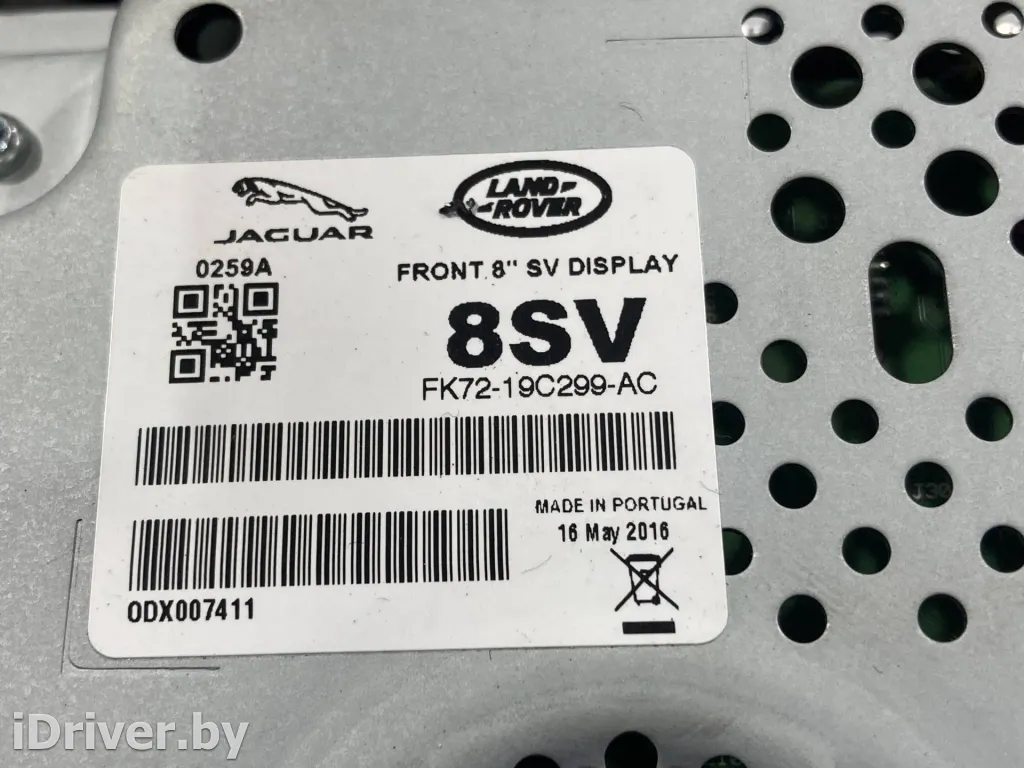 JAGUAR
LAND ROVER
0259A
FRONT 8" SV DISPLAY
8SV
FK72-19C299-AC
MADE IN PORTUGAL
16 May 2016
ODX007411
J30
iDriver.by